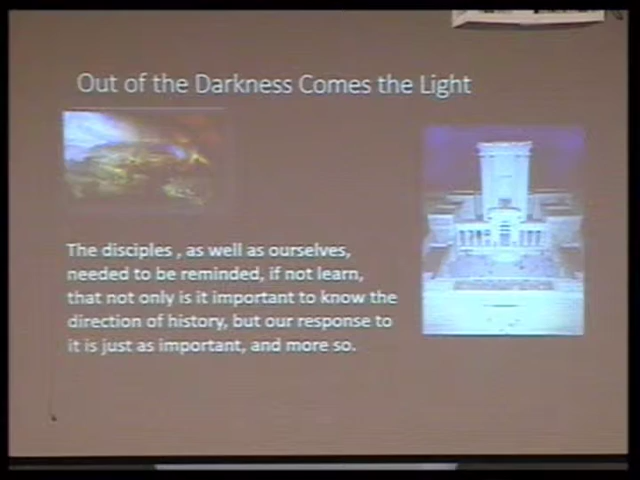 Out of the Darkness Comes the Light
The disciples , as well as ourselves,
needed to be reminded, if not learn,
that not only is it important to know the
direction of history, but our response to
it is just as important, and more so.